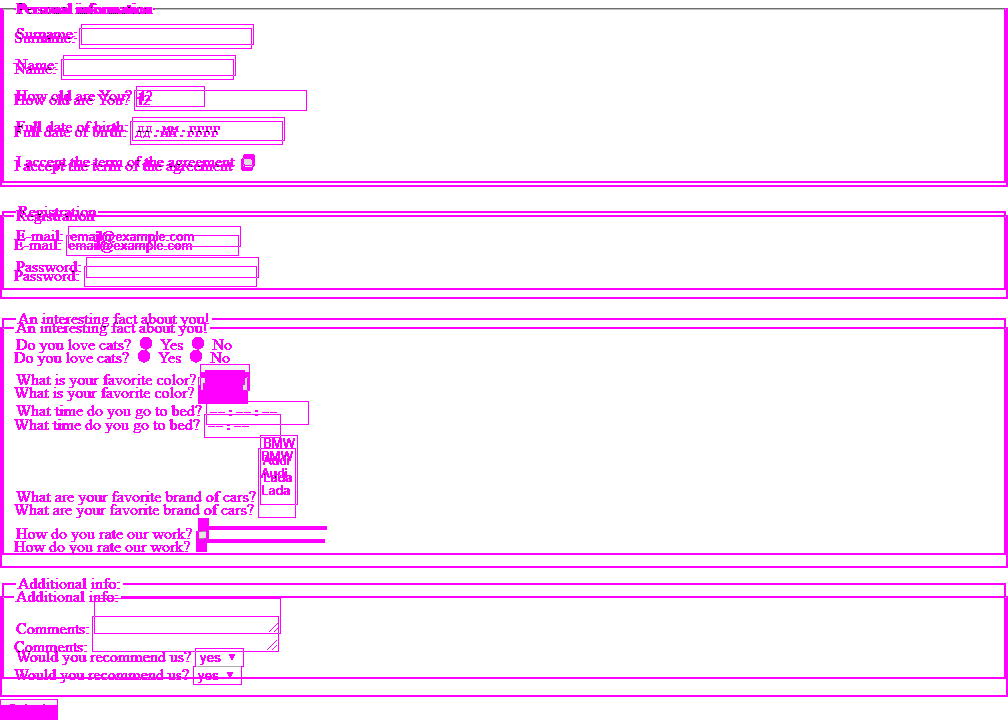 Personal information
Surname:
Surname:
Name:
Name:
How old are You? 12
How old are You? 12
Full date of birth:
Full date of birth: ДД.ММ.ГГГГ
I accept the term of the agreement
I accept the term of the agreement
Registration
Registration
E-mail: email@example.com
E-mail: email@example.com
Password:
Password:
An interesting fact about you!
An interesting fact about you!
Do you love cats? Yes No
Do you love cats? Yes No
What is your favorite color?
What is your favorite color?
What time do you go to bed? --:--:--
What time do you go to bed? --:--
BMW
BMW
Audi
Audi
Lada
Lada
What are your favorite brand of cars?
What are your favorite brand of cars?
How do you rate our work?
How do you rate our work?
Additional info:
Additional info:
Comments:
Comments:
Would you recommend us? yes
Would you recommend us? yes